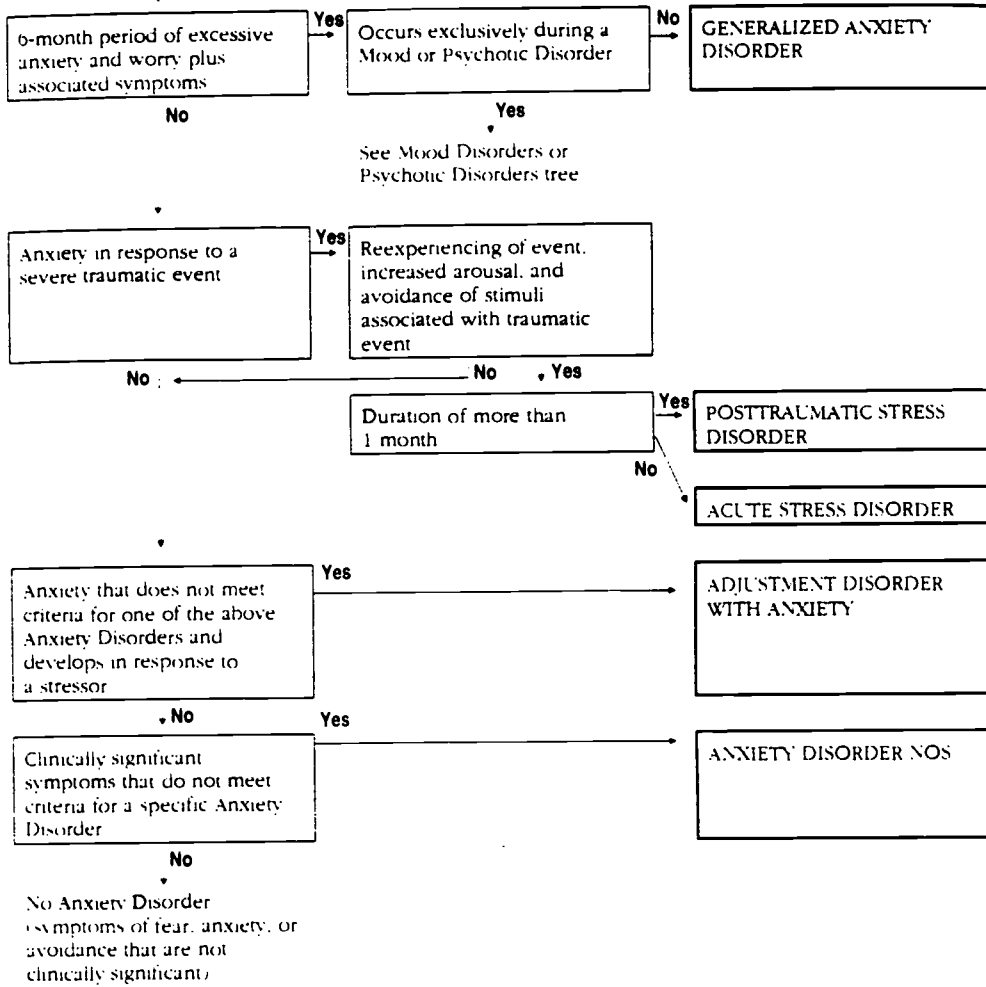 6-month period of excessive
anxiety and worry plus
associated symptoms
Yes
Occurs exclusively during a
Mood or Psychotic Disorder
No
GENERALIZED ANXIETY
DISORDER
No
Yes
See Mood Disorders or
Psychotic Disorders tree
Anxiety in response to a
severe traumatic event
Yes
Reexperiencing of event,
increased arousal, and
avoidance of stimuli
associated with traumatic
event
No
No
Yes
Duration of more than
1 month
Yes
POSTTRAUMATIC STRESS
DISORDER
No
ACUTE STRESS DISORDER
Anxiety that does not meet
criteria for one of the above
Anxiety Disorders and
develops in response to
a stressor
Yes
ADJUSTMENT DISORDER
WITH ANXIETY
No
Clinically significant
symptoms that do not meet
criteria for a specific Anxiety
Disorder
Yes
ANXIETY DISORDER NOS
No
No Anxiety Disorder
(symptoms of fear, anxiety, or
avoidance that are not
clinically significant)